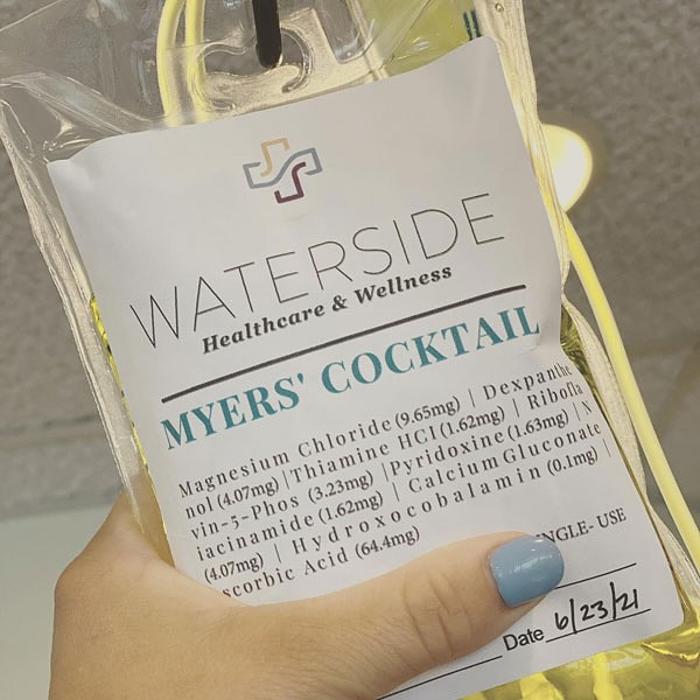 WATERSIDE
Healthcare & Wellness
MYERS' COCKTAIL
Magnesium Chloride (9.65mg) | Dexpanthe
nol (4.07mg) | Thiamine HCI (1.62mg) | Ribofla
vin-5-Phos (3.23mg) | Pyridoxine (1.63mg) | N
iacinamide (1.62mg) | Calcium Gluconate
(4.07mg) | Hydroxocobalamin (0.1mg) |
scorbic Acid (64.4mg)
NGLE-USE
Date 6/23/21